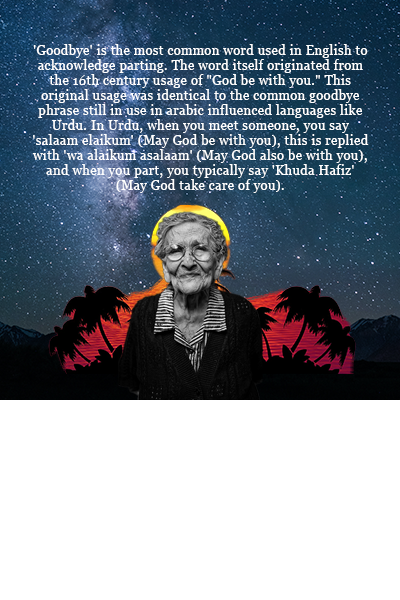 'Goodbye' is the most common word used in English to
acknowledge parting. The word itself originated from
the 16th century usage of "God be with you." This
original usage was identical to the common goodbye
phrase still in use in arabic influenced languages like
Urdu. In Urdu, when you meet someone, you say
'salaam elaikum' (May God be with you), this is replied
with 'wa alaikum asalaam' (May God also be with you),
and when you part, you typically say 'Khuda Hafiz'
(May God take care of you).